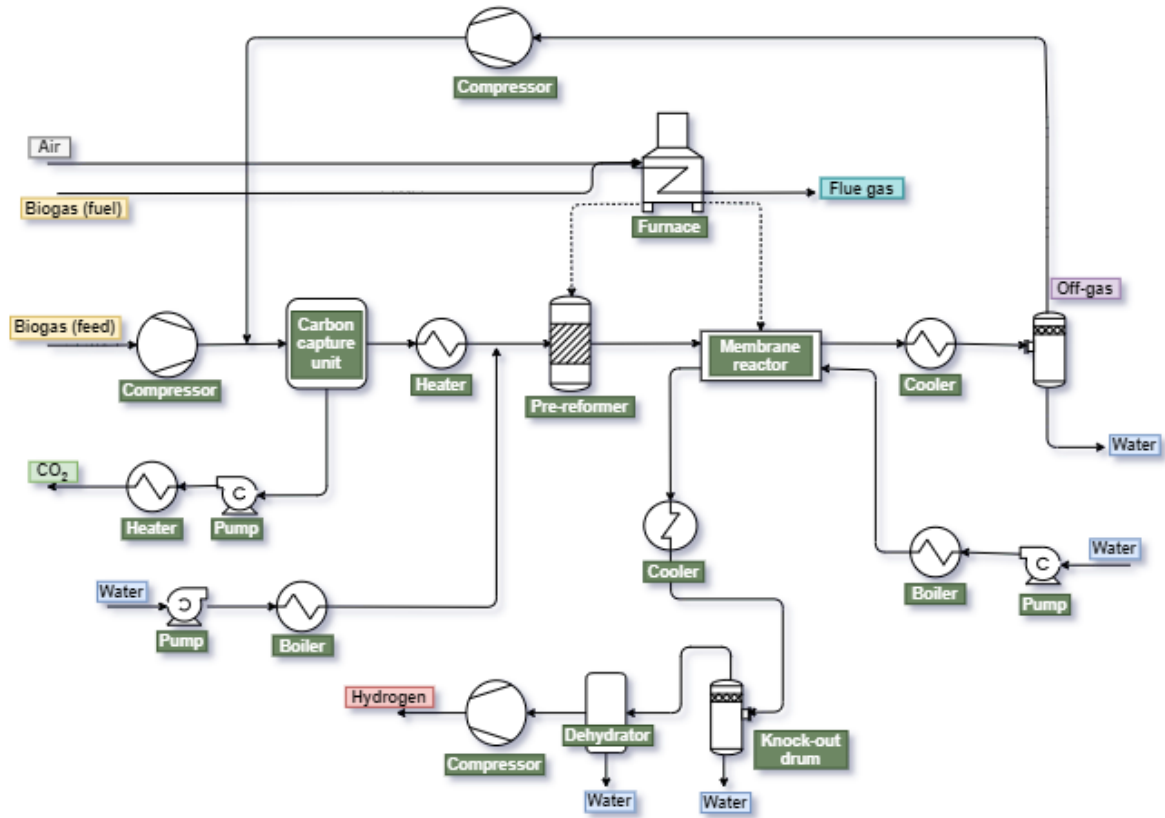 Compressor
Air
Biogas (fuel)
Flue gas
Furnace
Off-gas
Biogas (feed)
Carbon
capture
unit
Membrane
reactor
Compressor
Heater
Pre-reformer
Cooler
Water
CO₂
Heater
Pump
Cooler
Water
Boiler
Pump
Water
Pump
Boiler
Hydrogen
Dehydrator
Compressor
Knock-out
drum
Water
Water
C
C
C